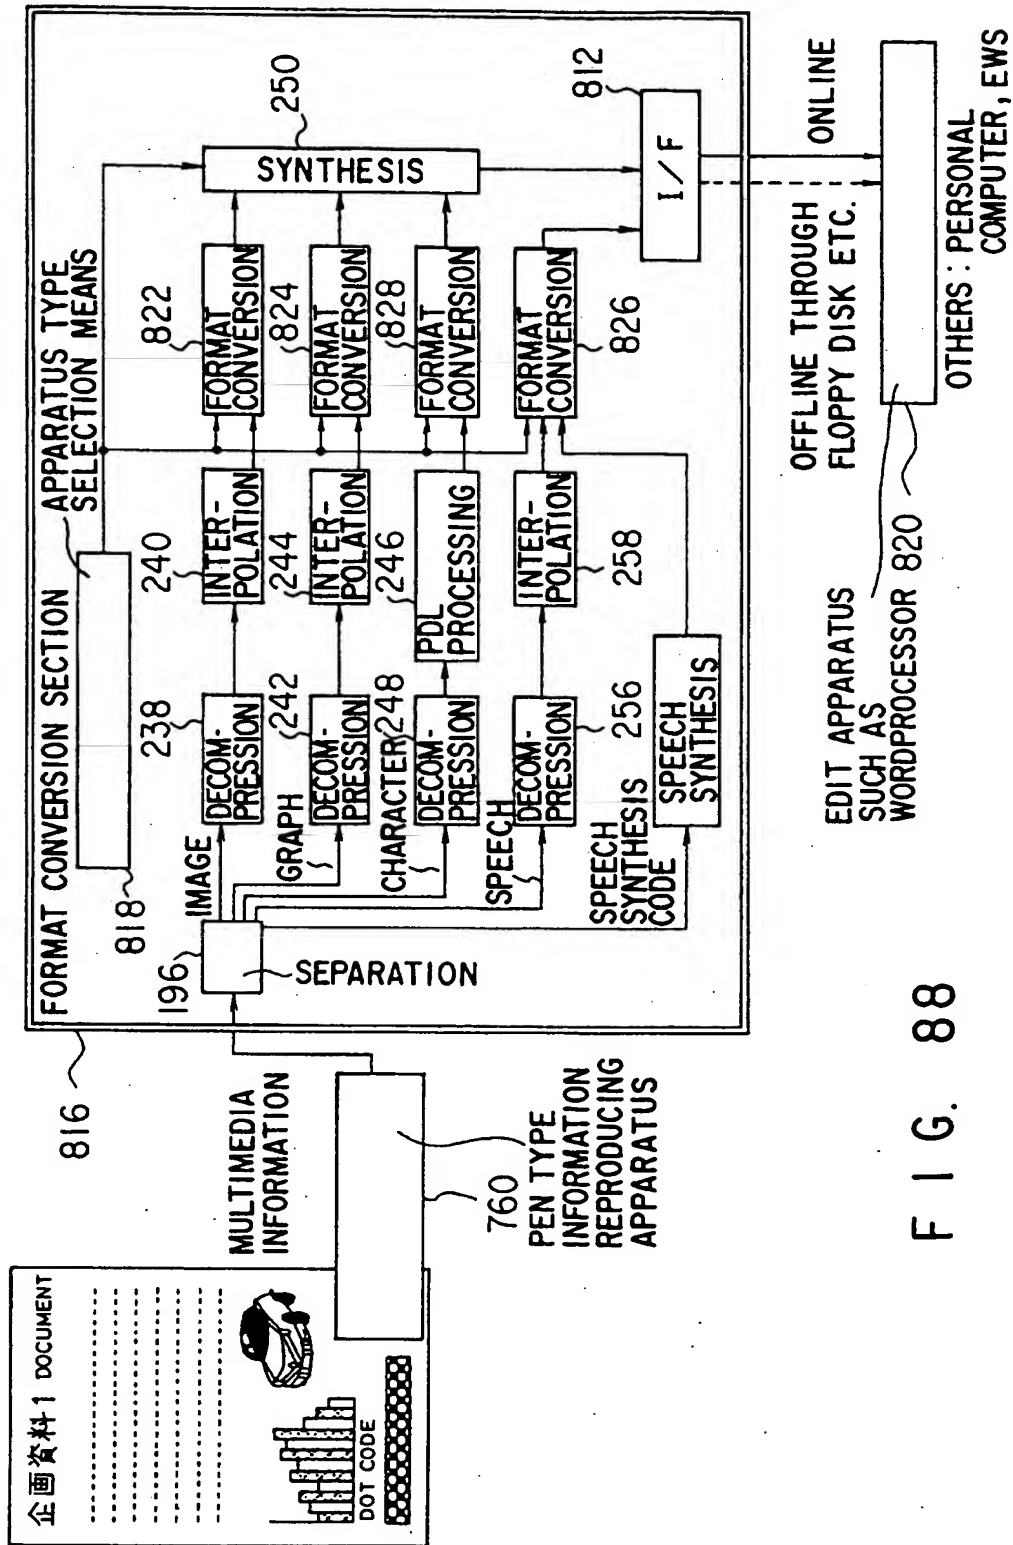 企画資料1 DOCUMENT
DOT CODE
MULTIMEDIA
INFORMATION
760
PEN TYPE
INFORMATION
REPRODUCING
APPARATUS
816
FORMAT CONVERSION SECTION
818
APPARATUS TYPE
SELECTION MEANS
196
SEPARATION
IMAGE
238
DECOM-
PRESSION
240
INTER-
POLATION
822
FORMAT
CONVERSION
250
SYNTHESIS
GRAPH
242
DECOM-
PRESSION
244
INTER-
POLATION
824
FORMAT
CONVERSION
CHARACTER
248
DECOM-
PRESSION
246
PDL
PROCESSING
828
FORMAT
CONVERSION
SPEECH
DECOM-
PRESSION
256
INTER-
POLATION
258
FORMAT
CONVERSION
826
SPEECH
SYNTHESIS
CODE
SPEECH
SYNTHESIS
812
I/F
OFFLINE THROUGH
FLOPPY DISK ETC.
ONLINE
EDIT APPARATUS
SUCH AS
WORDPROCESSOR 820
OTHERS: PERSONAL
COMPUTER, EWS
FIG. 88